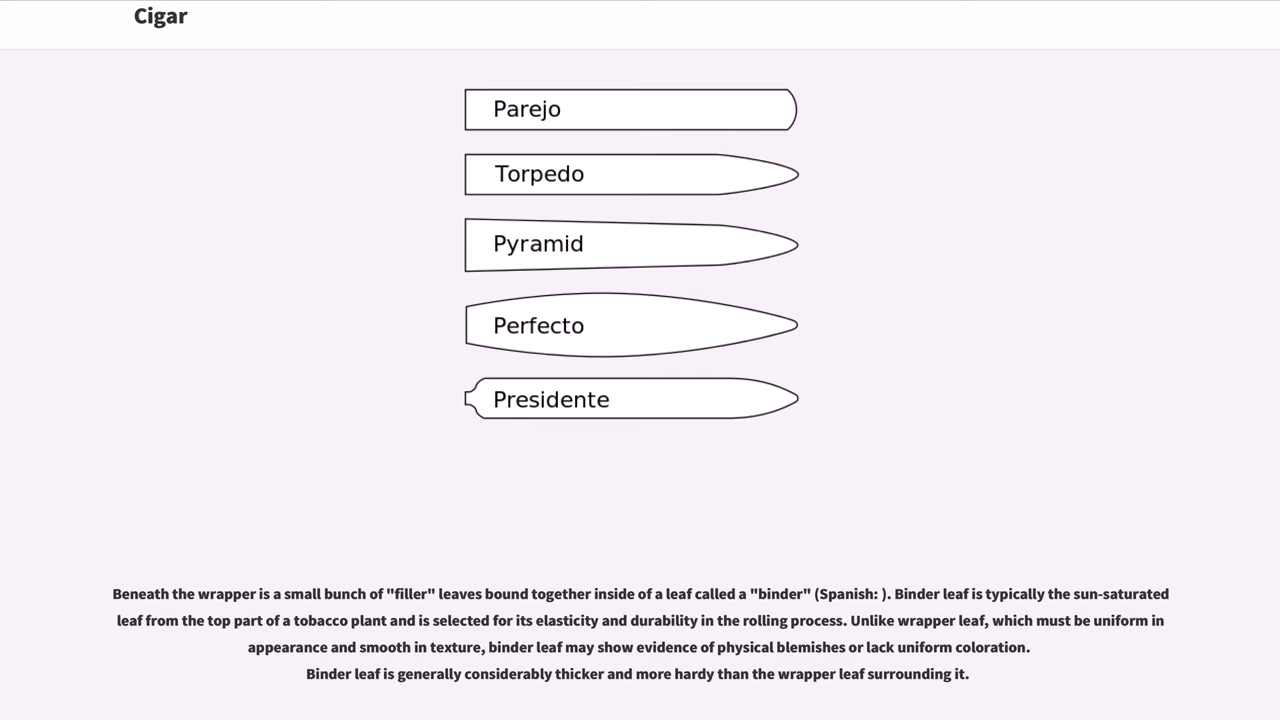 Cigar
Parejo
Torpedo
Pyramid
Perfecto
Presidente
Beneath the wrapper is a small bunch of "filler" leaves bound together inside of a leaf called a "binder" (Spanish: ). Binder leaf is typically the sun-saturated
leaf from the top part of a tobacco plant and is selected for its elasticity and durability in the rolling process. Unlike wrapper leaf, which must be uniform in
appearance and smooth in texture, binder leaf may show evidence of physical blemishes or lack uniform coloration.
Binder leaf is generally considerably thicker and more hardy than the wrapper leaf surrounding it.